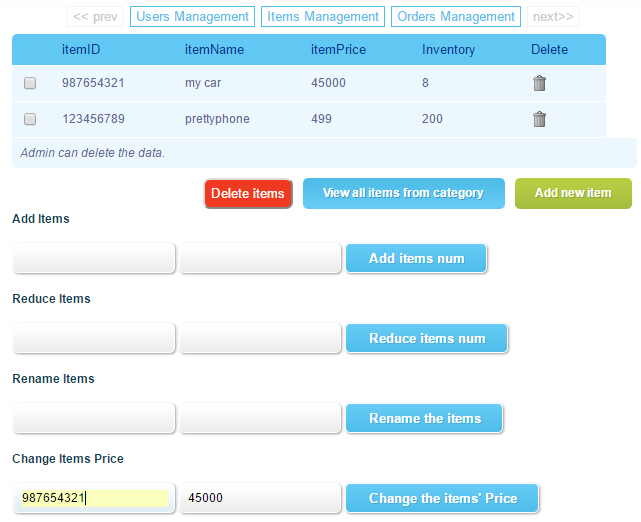 << prev Users Management Items Management Orders Management next>>
itemID itemName itemPrice Inventory Delete
987654321 my car 45000 8
123456789 prettyphone 499 200
Admin can delete the data.
Delete items View all items from category Add new item
Add Items
Add items num
Reduce Items
Reduce items num
Rename Items
Rename the items
Change Items Price
987654321 45000 Change the items' Price